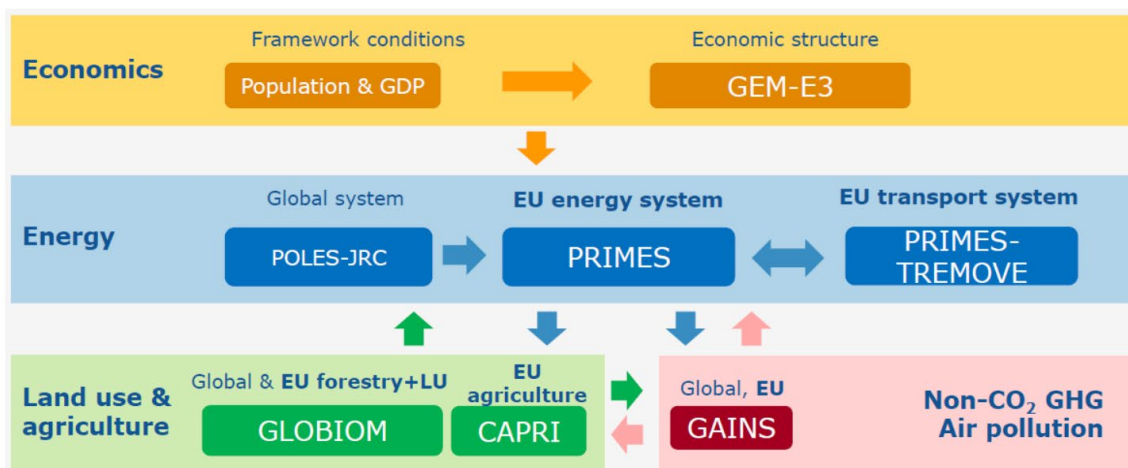 Framework conditions
Economic structure
Economics
Population & GDP
GEM-E3
Global system
EU energy system
EU transport system
Energy
POLES-JRC
PRIMES
PRIMES-
TREMOVE
Land use &
agriculture
Global & EU forestry+LU
GLOBIOM
EU
agriculture
CAPRI
Global, EU
GAINS
Non-CO₂ GHG
Air pollution